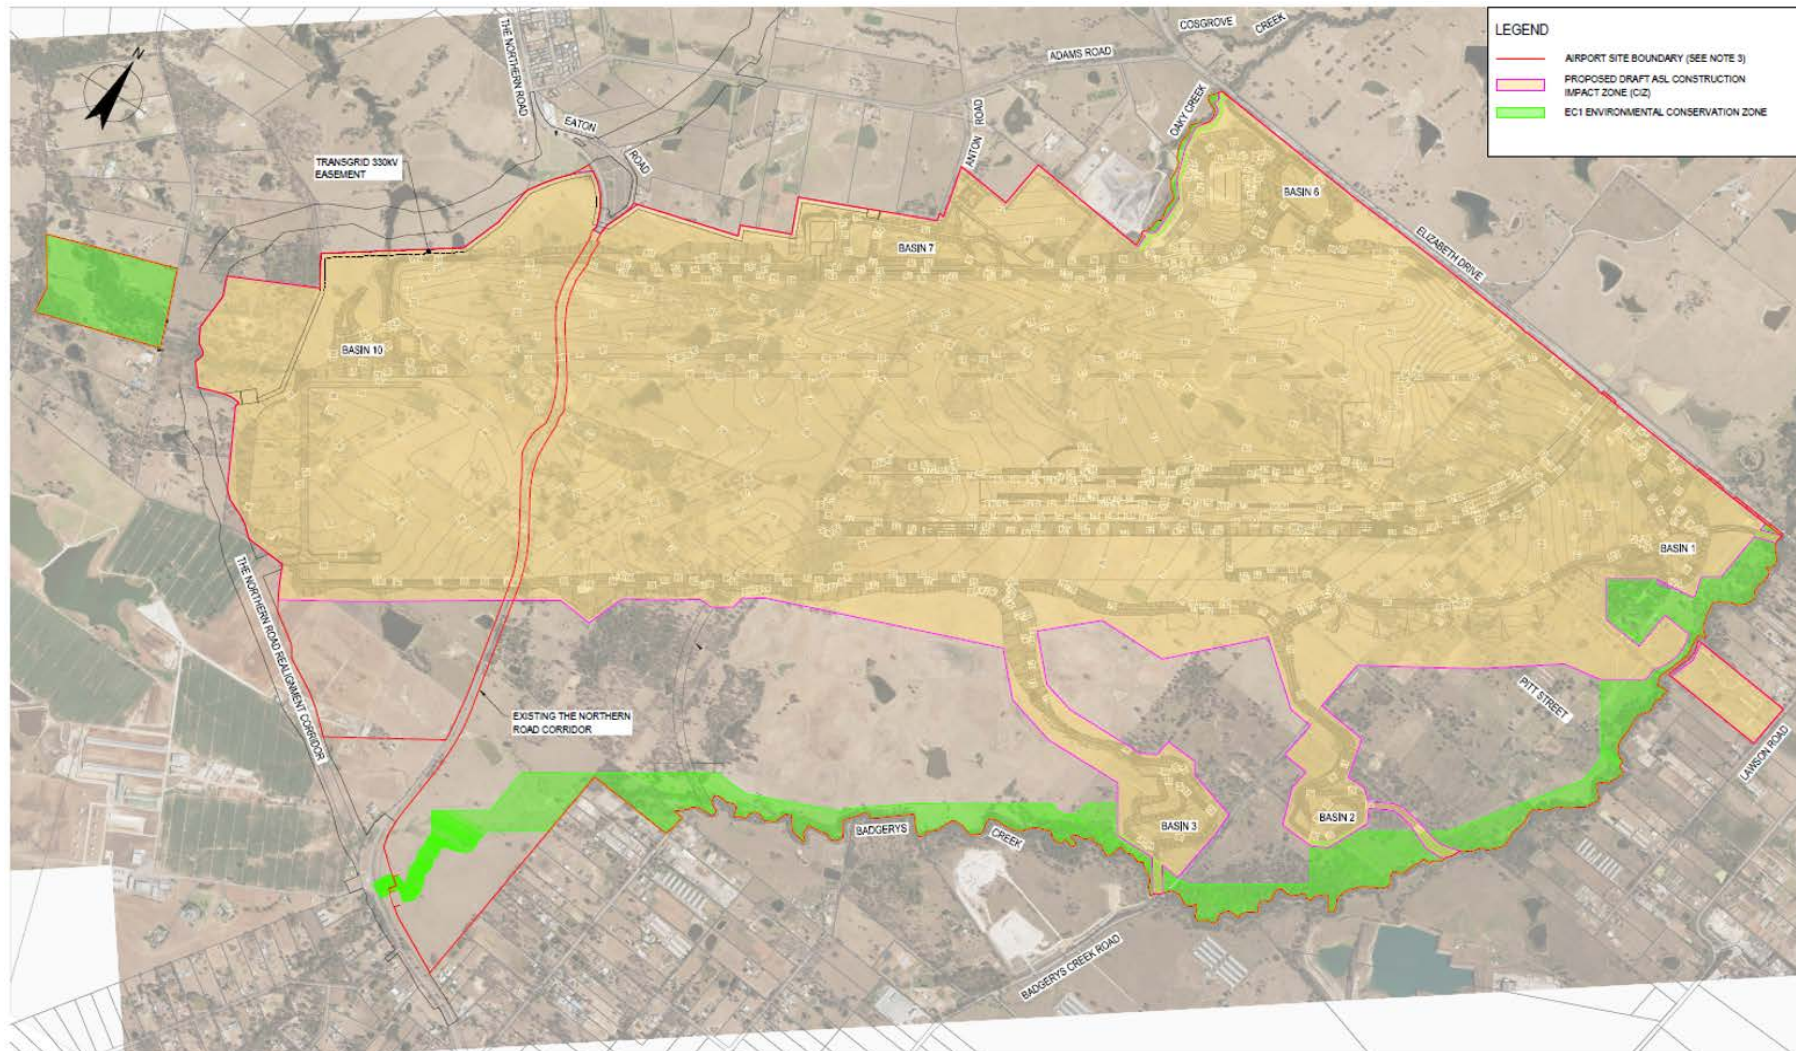 LEGEND
AIRPORT SITE BOUNDARY (SEE NOTE 3)
PROPOSED DRAFT ASL CONSTRUCTION
IMPACT ZONE (CIZ)
EC1 ENVIRONMENTAL CONSERVATION ZONE
N
THE NORTHERN ROAD
EATON
ROAD
COSGROVE
CREEK
ADAMS ROAD
ANTON ROAD
OAKY CREEK
TRANSGRID 330kV
EASEMENT
BASIN 6
BASIN 7
ELIZABETH DRIVE
BASIN 10
BASIN 1
THE NORTHERN ROAD REALIGNMENT CORRIDOR
EXISTING THE NORTHERN
ROAD CORRIDOR
PITT STREET
LAWSON ROAD
BADGERYS
CREEK
BASIN 3
BASIN 2
BADGERYS CREEK ROAD